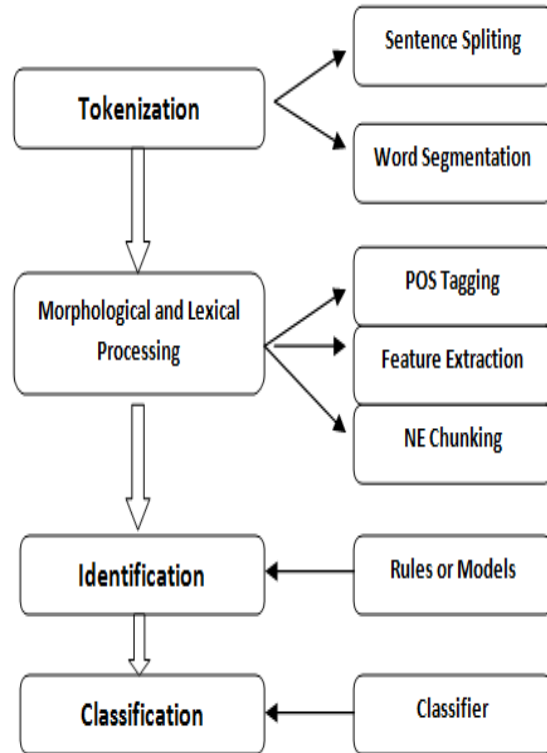 Sentence Spliting
Tokenization
Word Segmentation
POS Tagging
Morphological and Lexical
Processing
Feature Extraction
NE Chunking
Identification
Rules or Models
Classification
Classifier